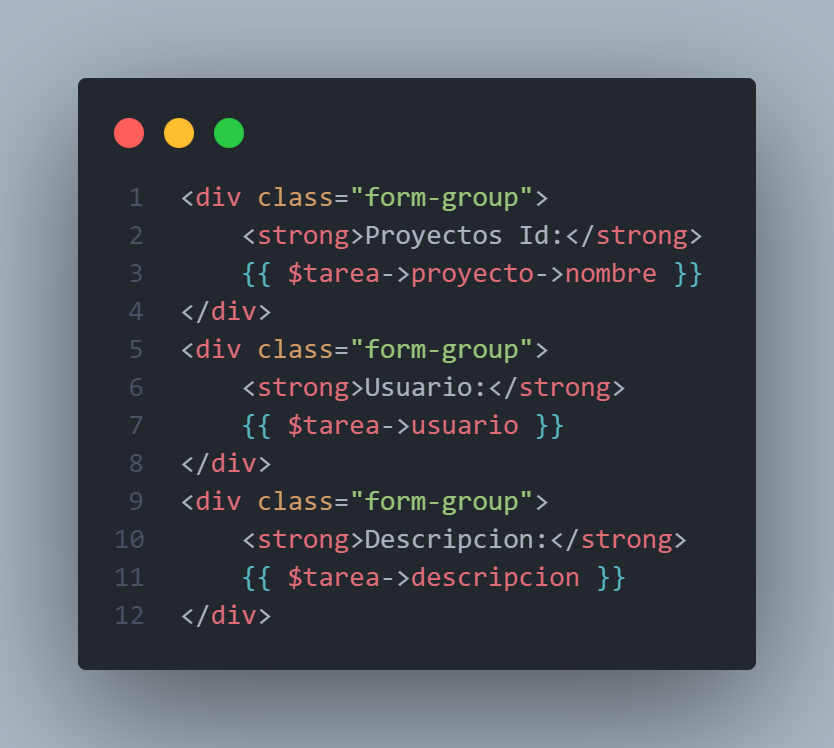 1 <div class="form-group">
2     <strong>Proyectos Id:</strong>
3     {{ $tarea->proyecto->nombre }}
4 </div>
5 <div class="form-group">
6     <strong>Usuario:</strong>
7     {{ $tarea->usuario }}
8 </div>
9 <div class="form-group">
10     <strong>Descripcion:</strong>
11     {{ $tarea->descripcion }}
12 </div>